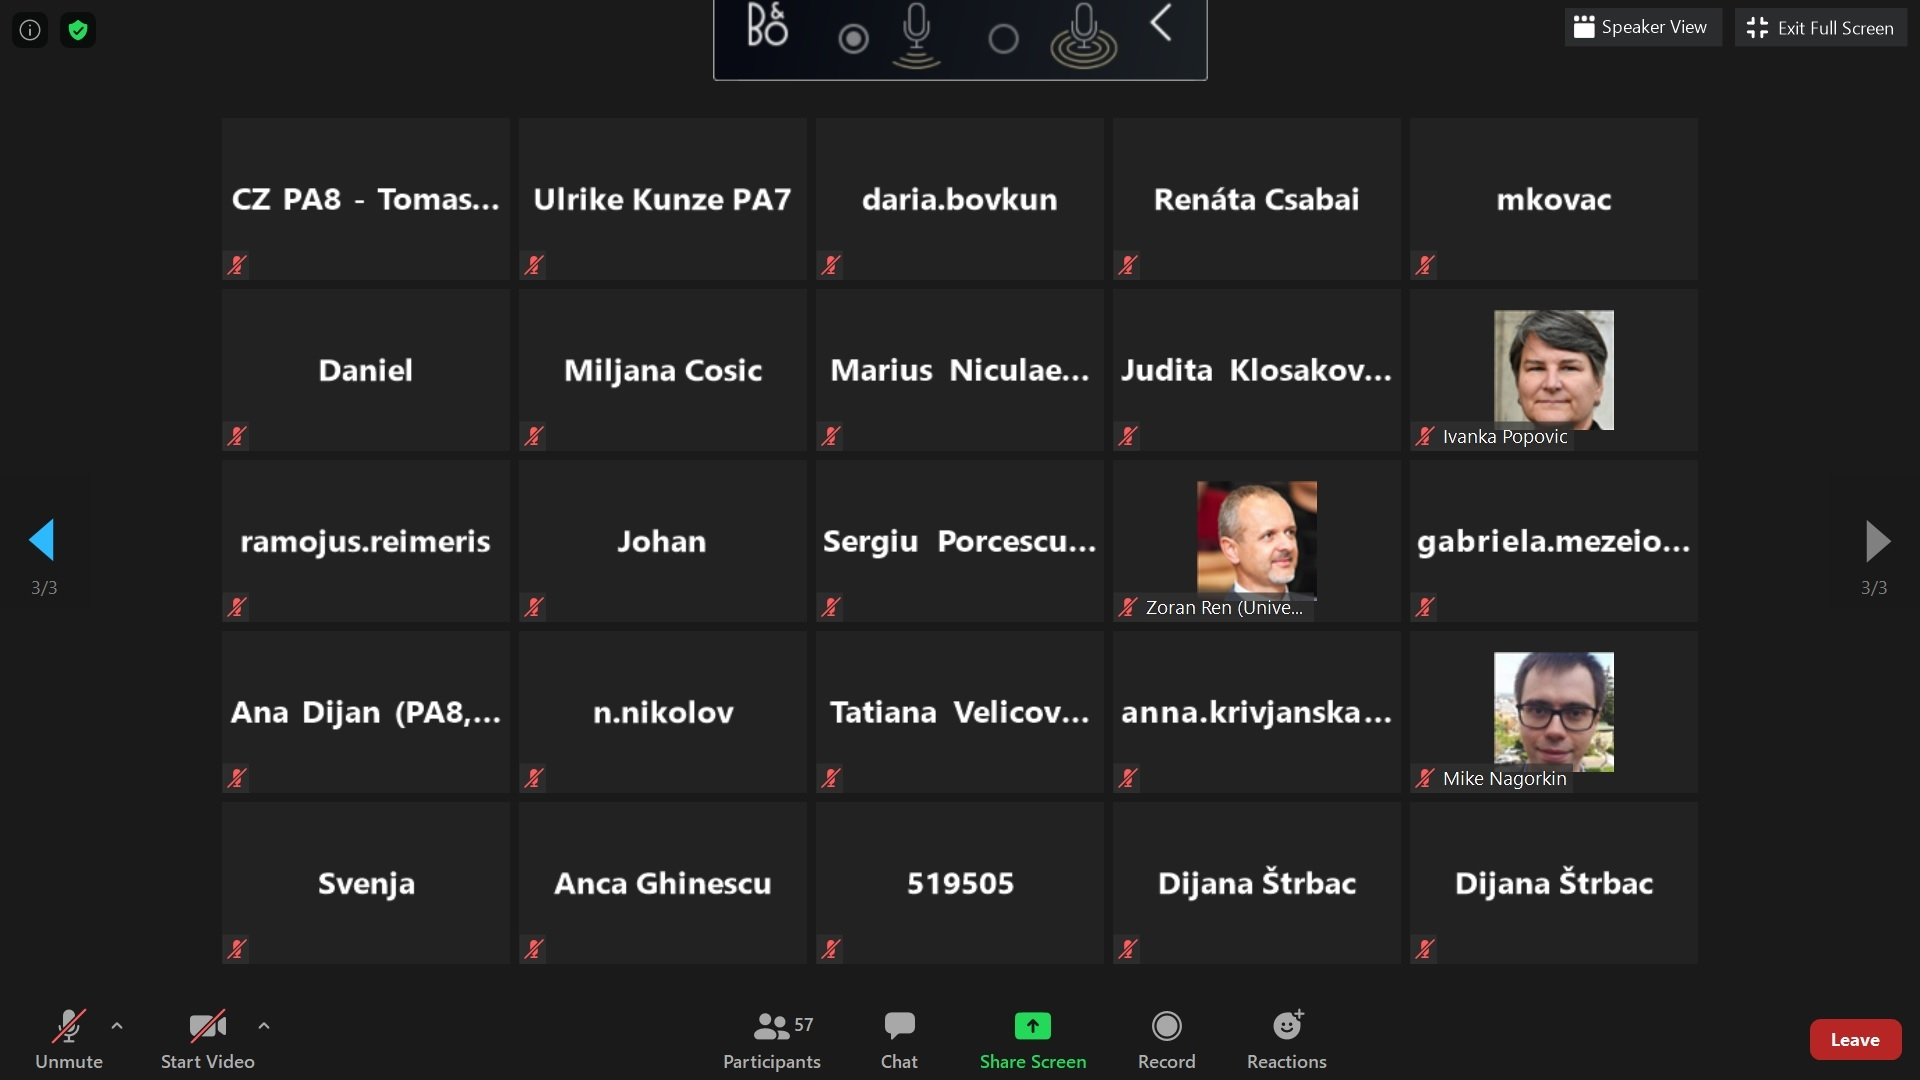 B&O
Speaker View
Exit Full Screen
CZ PA8 - Tomas...
Ulrike Kunze PA7
daria.bovkun
Renáta Csabai
mkovac
Daniel
Miljana Cosic
Marius Niculae...
Judita Klosakov...
Ivanka Popovic
ramojus.reimeris
Johan
Sergiu Porcescu...
Zoran Ren (Unive...
gabriela.mezeio...
3/3
3/3
Ana Dijan (PA8,...
n.nikolov
Tatiana Velicov...
anna.krivjanska...
Mike Nagorkin
Svenja
Anca Ghinescu
519505
Dijana Štrbac
Dijana Štrbac
Unmute
Start Video
57
Participants
Chat
Share Screen
Record
Reactions
Leave